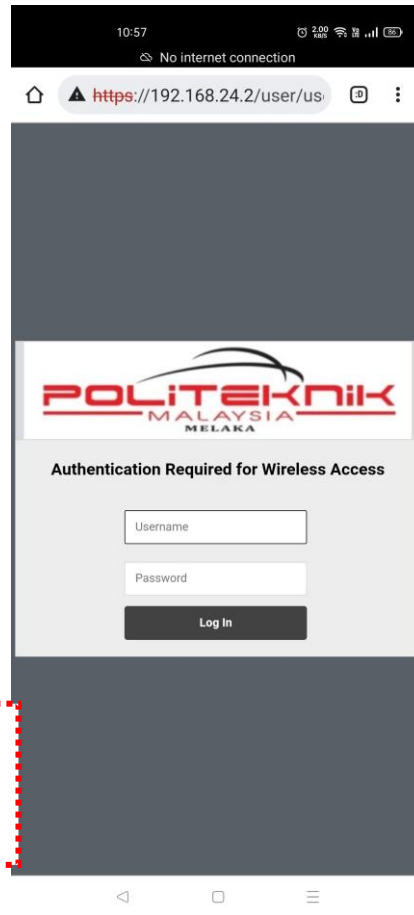 10:57
2.00
KB/S
86
No internet connection
https://192.168.24.2/user/us
:D
POLITEKNIK
MALAYSIA
MELAKA
Authentication Required for Wireless Access
Username
Password
Log In